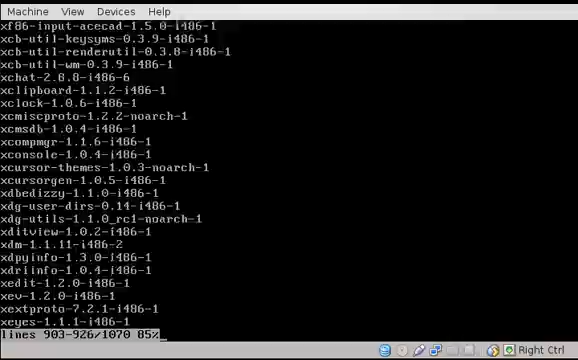 Machine View Devices Help
xf86-input-acecad-1.5.0-i486-1
xcb-util-keysyms-0.3.9-i486-1
xcb-util-renderutil-0.3.8-i486-1
xcb-util-wm-0.3.9-i486-1
xchat-2.8.8-i486-6
xclipboard-1.1.2-i486-1
xclock-1.0.6-i486-1
xcmiscproto-1.2.2-noarch-1
xcmsdb-1.0.4-i486-1
xcompmgr-1.1.6-i486-1
xconsole-1.0.4-i486-1
xcursor-themes-1.0.3-noarch-1
xcursorgen-1.0.5-i486-1
xdbedizzy-1.1.0-i486-1
xdg-user-dirs-0.14-i486-1
xdg-utils-1.1.0_rc1-noarch-1
xditview-1.0.2-i486-1
xdm-1.1.11-i486-2
xdpyinfo-1.3.0-i486-1
xdriinfo-1.0.4-i486-1
xedit-1.2.0-i486-1
xev-1.2.0-i486-1
xextproto-7.2.1-i486-1
xeyes-1.1.1-i486-1
lines 903-926/1070 85%
Right Ctrl